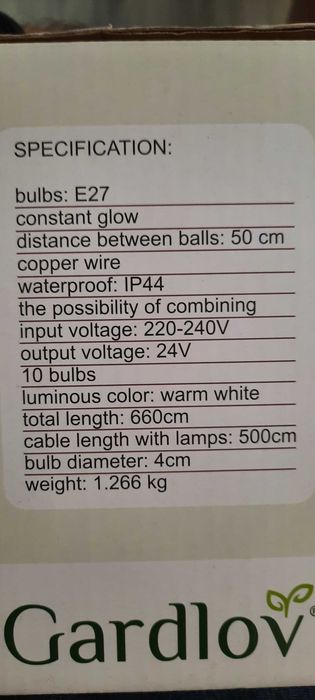 SPECIFICATION:
bulbs: E27
constant glow
distance between balls: 50 cm
copper wire
waterproof: IP44
the possibility of combining
input voltage: 220-240V
output voltage: 24V
10 bulbs
luminous color: warm white
total length: 660cm
cable length with lamps: 500cm
bulb diameter: 4cm
weight: 1.266 kg
Gardlov®